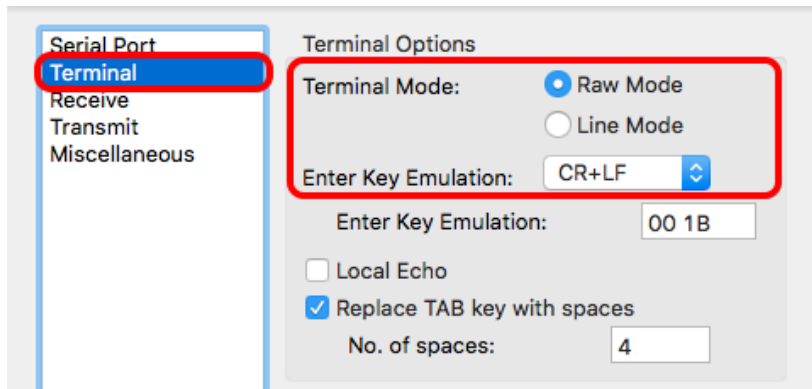 Serial Port
Terminal
Receive
Transmit
Miscellaneous
Terminal Options
Terminal Mode: Raw Mode
Line Mode
Enter Key Emulation: CR+LF
Enter Key Emulation: 00 1B
Local Echo
Replace TAB key with spaces
No. of spaces: 4